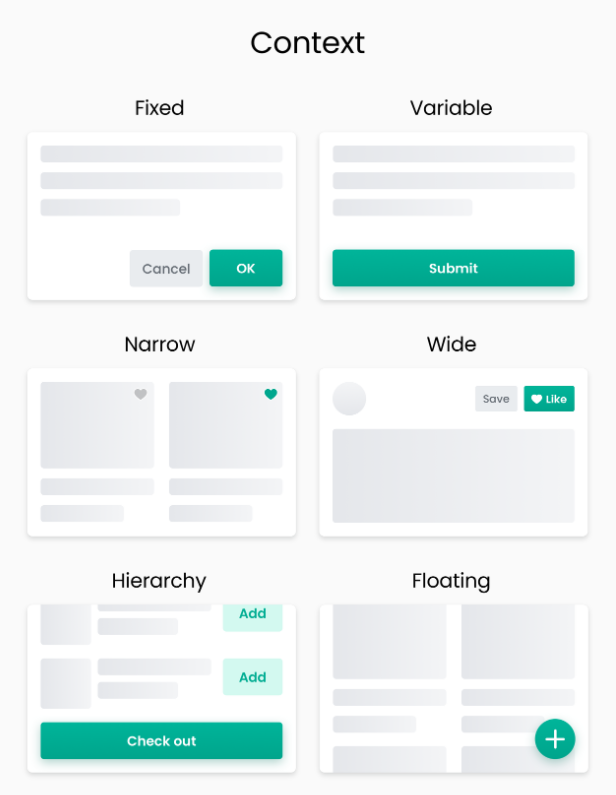 Context
Fixed
Variable
Cancel
OK
Submit
Narrow
Wide
Save
Like
Hierarchy
Floating
Add
Add
Check out